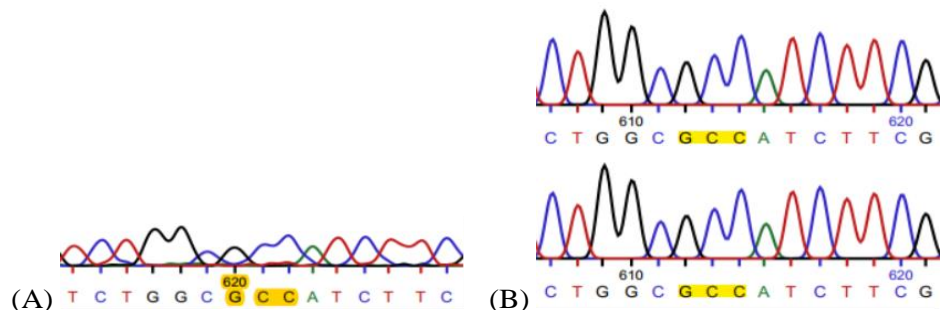 610 620
C T G G C G C C A T C T T C G
620
(A) T C T G G C G C C A T C T T C
610 620
(B) C T G G C G C C A T C T T C G